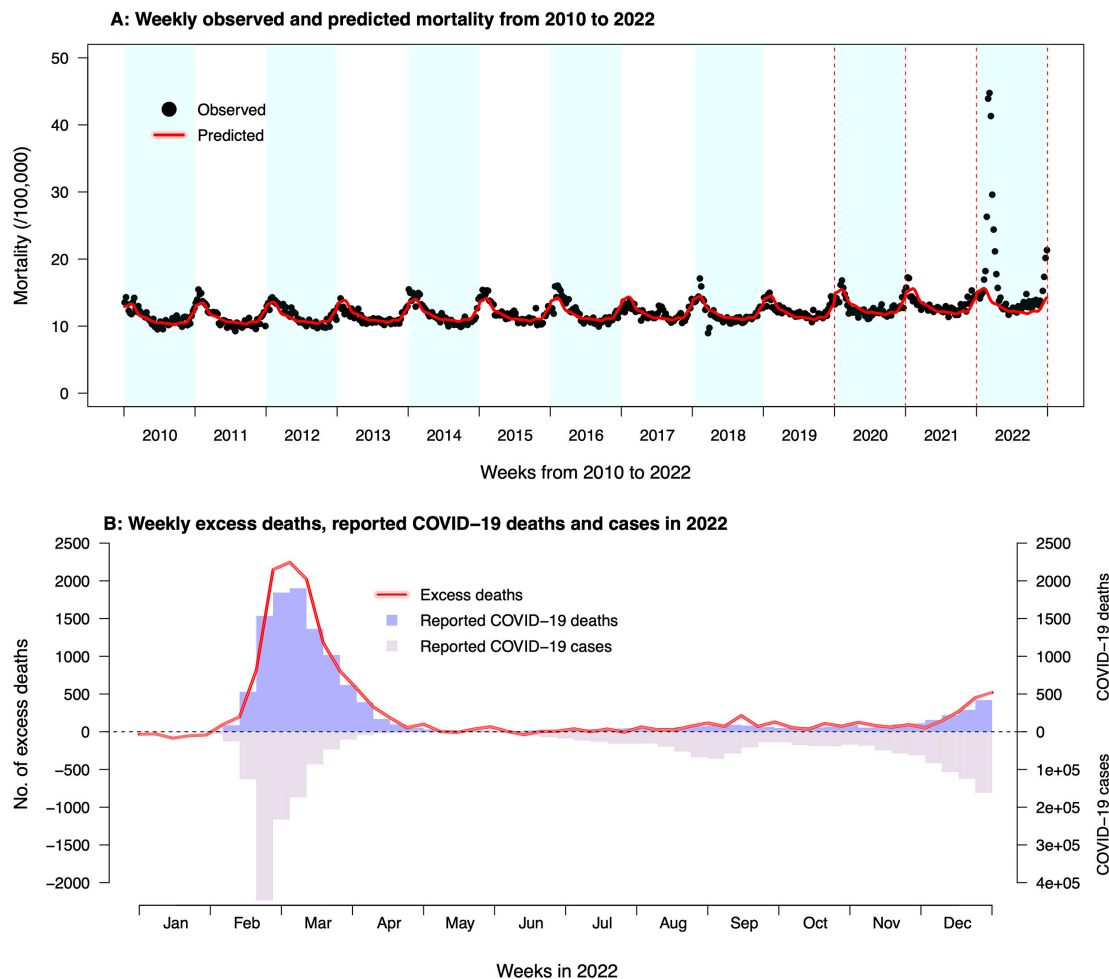 A: Weekly observed and predicted mortality from 2010 to 2022
50
40
30
20
10
0
Mortality (/100,000)
Observed
Predicted
2010 2011 2012 2013 2014 2015 2016 2017 2018 2019 2020 2021 2022
Weeks from 2010 to 2022
B: Weekly excess deaths, reported COVID−19 deaths and cases in 2022
2500
2000
1500
1000
500
0
−500
−1000
−1500
−2000
No. of excess deaths
Excess deaths
Reported COVID−19 deaths
Reported COVID−19 cases
2500
2000
1500
1000
500
0
1e+05
2e+05
3e+05
4e+05
COVID−19 deaths
COVID−19 cases
Jan Feb Mar Apr May Jun Jul Aug Sep Oct Nov Dec
Weeks in 2022